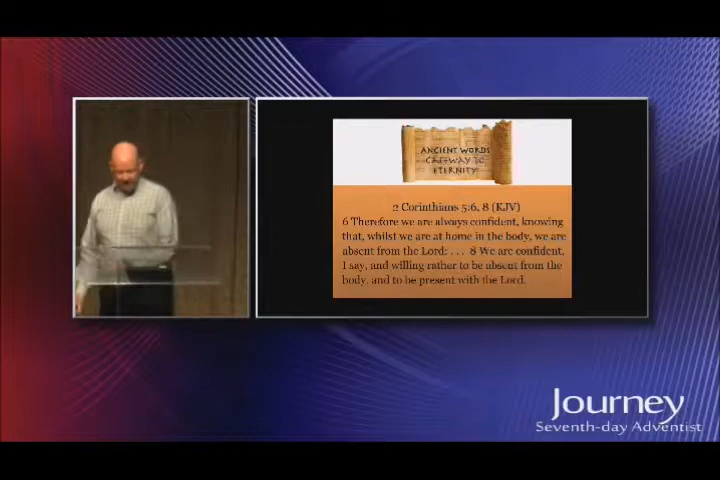 ANCIENT WORDS
GATEWAY TO
ETERNITY
2 Corinthians 5:6, 8 (KJV)
6 Therefore we are always confident, knowing
that, whilst we are at home in the body, we are
absent from the Lord: . . . 8 We are confident,
I say, and willing rather to be absent from the
body, and to be present with the Lord.
Journey
Seventh-day Adventist